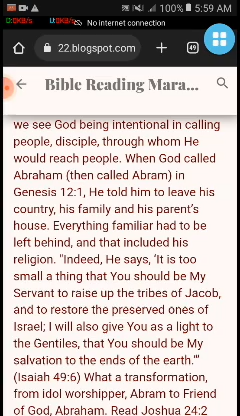 0:0KB/s
U:0KB/s
100% 5:59 AM
No internet connection
22.blogspot.com
49
Bible Reading Mara...
we see God being intentional in calling
people, disciple, through whom He
would reach people. When God called
Abraham (then called Abram) in
Genesis 12:1, He told him to leave his
country, his family and his parent's
house. Everything familiar had to be
left behind, and that included his
religion. "Indeed, He says, 'It is too
small a thing that You should be My
Servant to raise up the tribes of Jacob,
and to restore the preserved ones of
Israel; I will also give You as a light to
the Gentiles, that You should be My
salvation to the ends of the earth.'"
(Isaiah 49:6) What a transformation,
from idol worshipper, Abram to Friend
of God, Abraham. Read Joshua 24:2